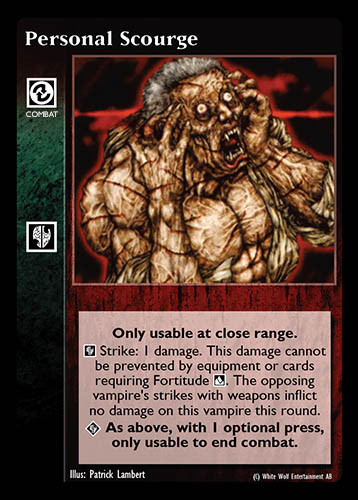 Personal Scourge
COMBAT
Only usable at close range.
Strike: 1 damage. This damage cannot
be prevented by equipment or cards
requiring Fortitude . The opposing
vampire's strikes with weapons inflict
no damage on this vampire this round.
As above, with 1 optional press,
only usable to end combat.
Illus: Patrick Lambert
(C) White Wolf Entertainment AB